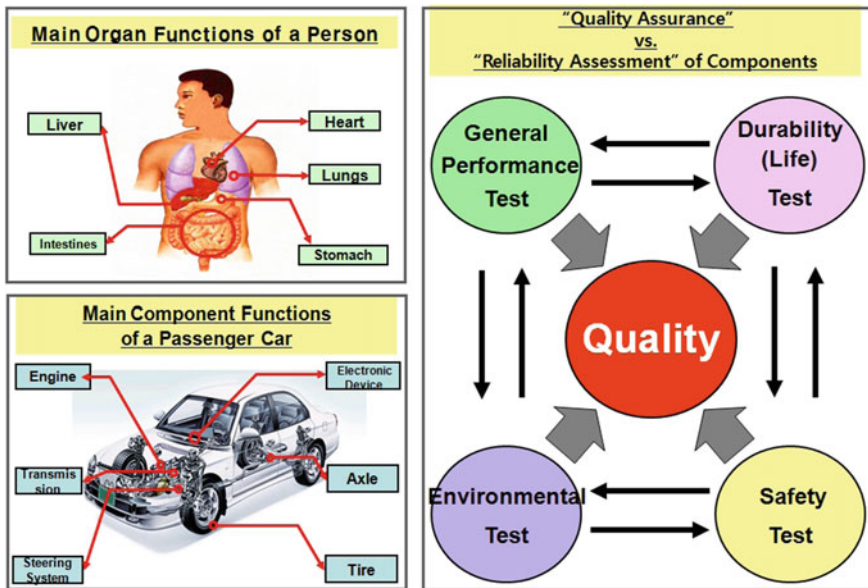 Main Organ Functions of a Person
Liver
Heart
Lungs
Intestines
Stomach
Main Component Functions
of a Passenger Car
Engine
Electronic
Device
Transmis
sion
Axle
Steering
System
Tire
“Quality Assurance”
vs.
“Reliability Assessment” of Components
General
Performance
Test
Durability
(Life)
Test
Quality
Environmental
Test
Safety
Test